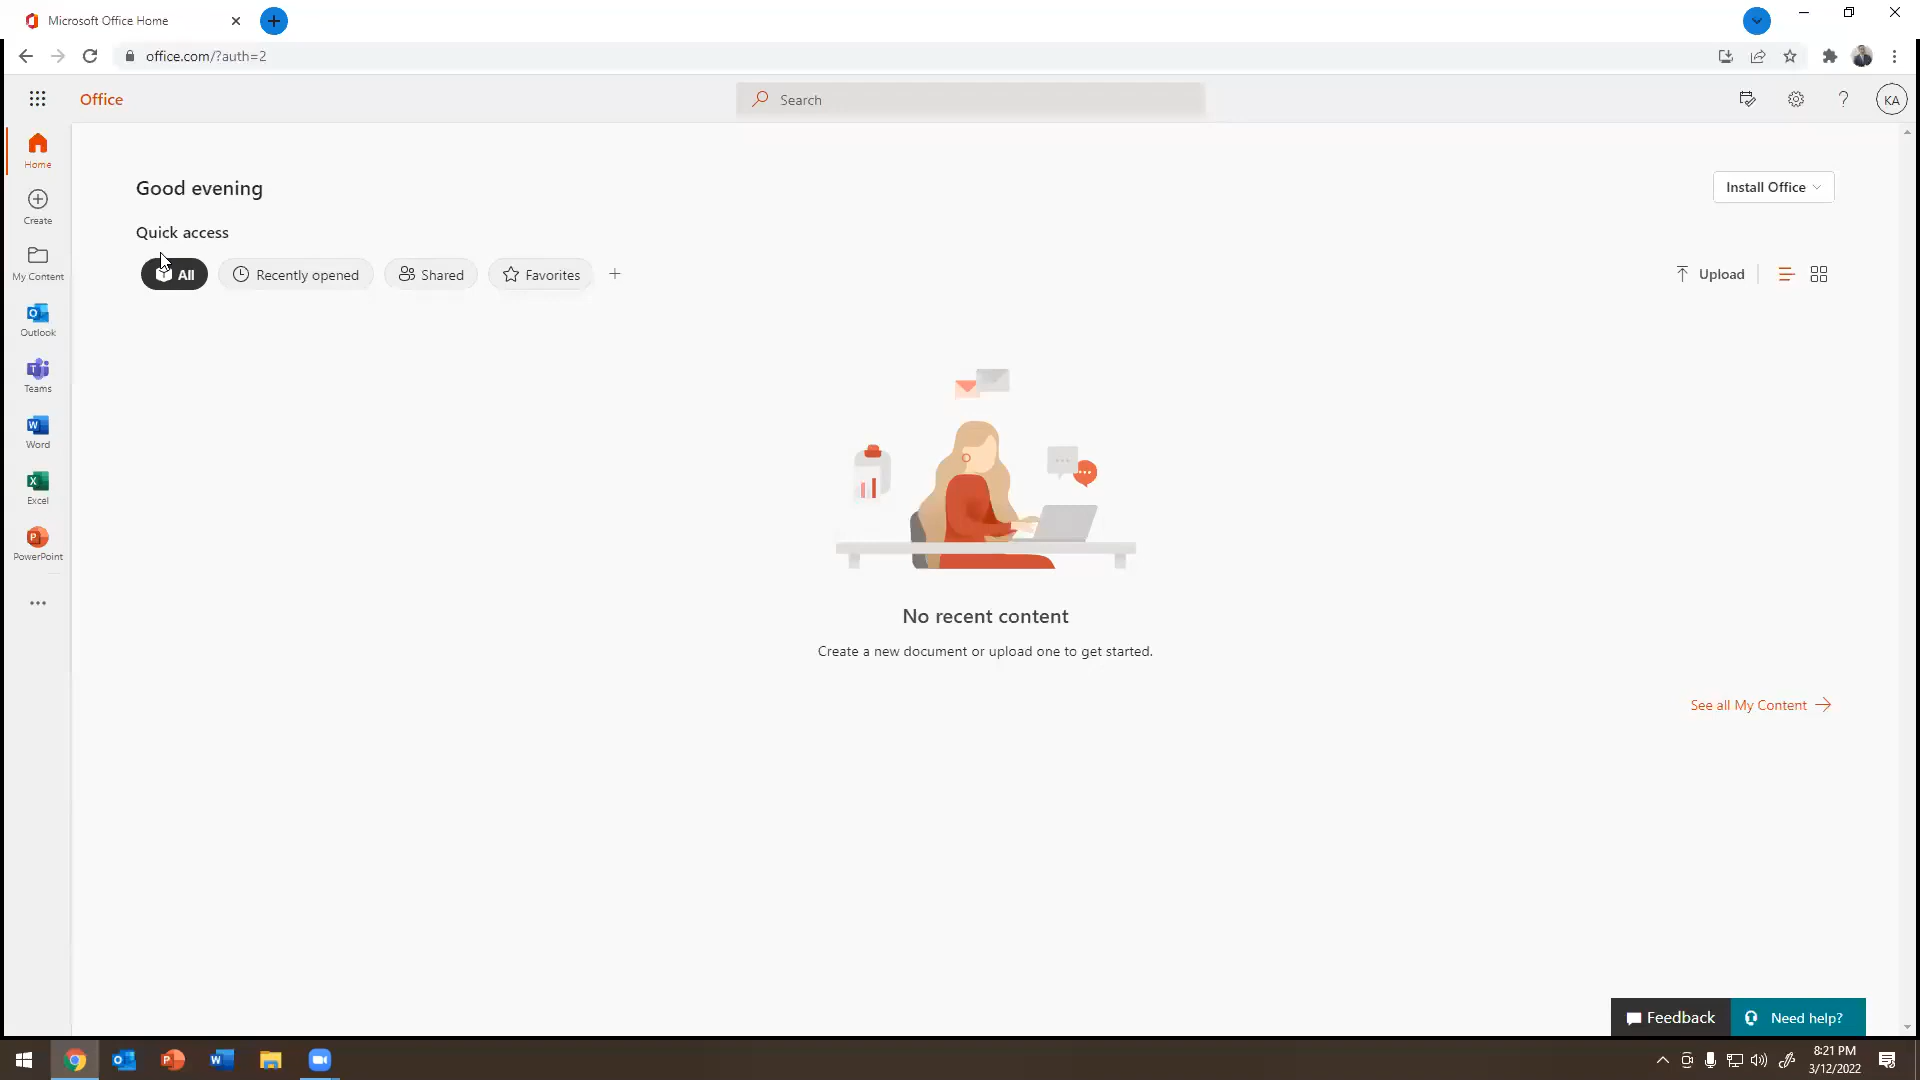 Microsoft Office Home
office.com/?auth=2
Office
Search
KA
Home
Create
My Content
Outlook
Teams
Word
Excel
PowerPoint
Good evening
Install Office
Quick access
All
Recently opened
Shared
Favorites
Upload
No recent content
Create a new document or upload one to get started.
See all My Content
Feedback
Need help?
8:21 PM
3/12/2022